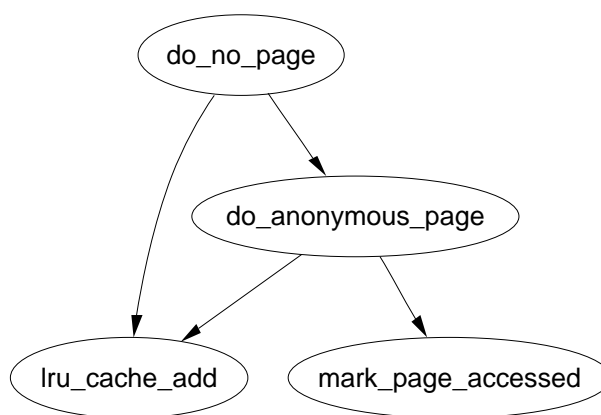 do_no_page
do_anonymous_page
lru_cache_add
mark_page_accessed